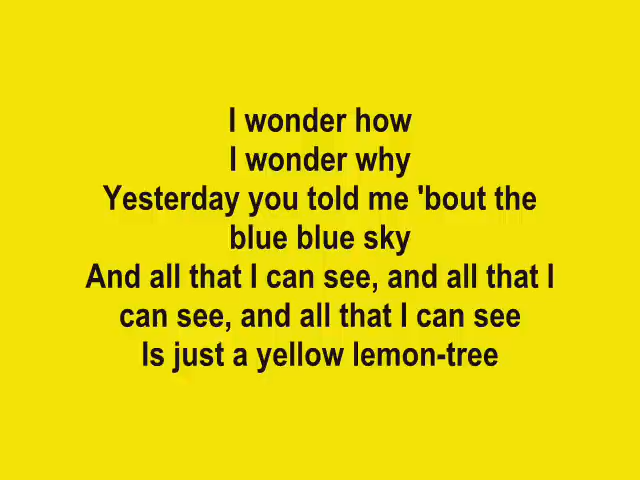 I wonder how
I wonder why
Yesterday you told me 'bout the
blue blue sky
And all that I can see, and all that I
can see, and all that I can see
Is just a yellow lemon-tree